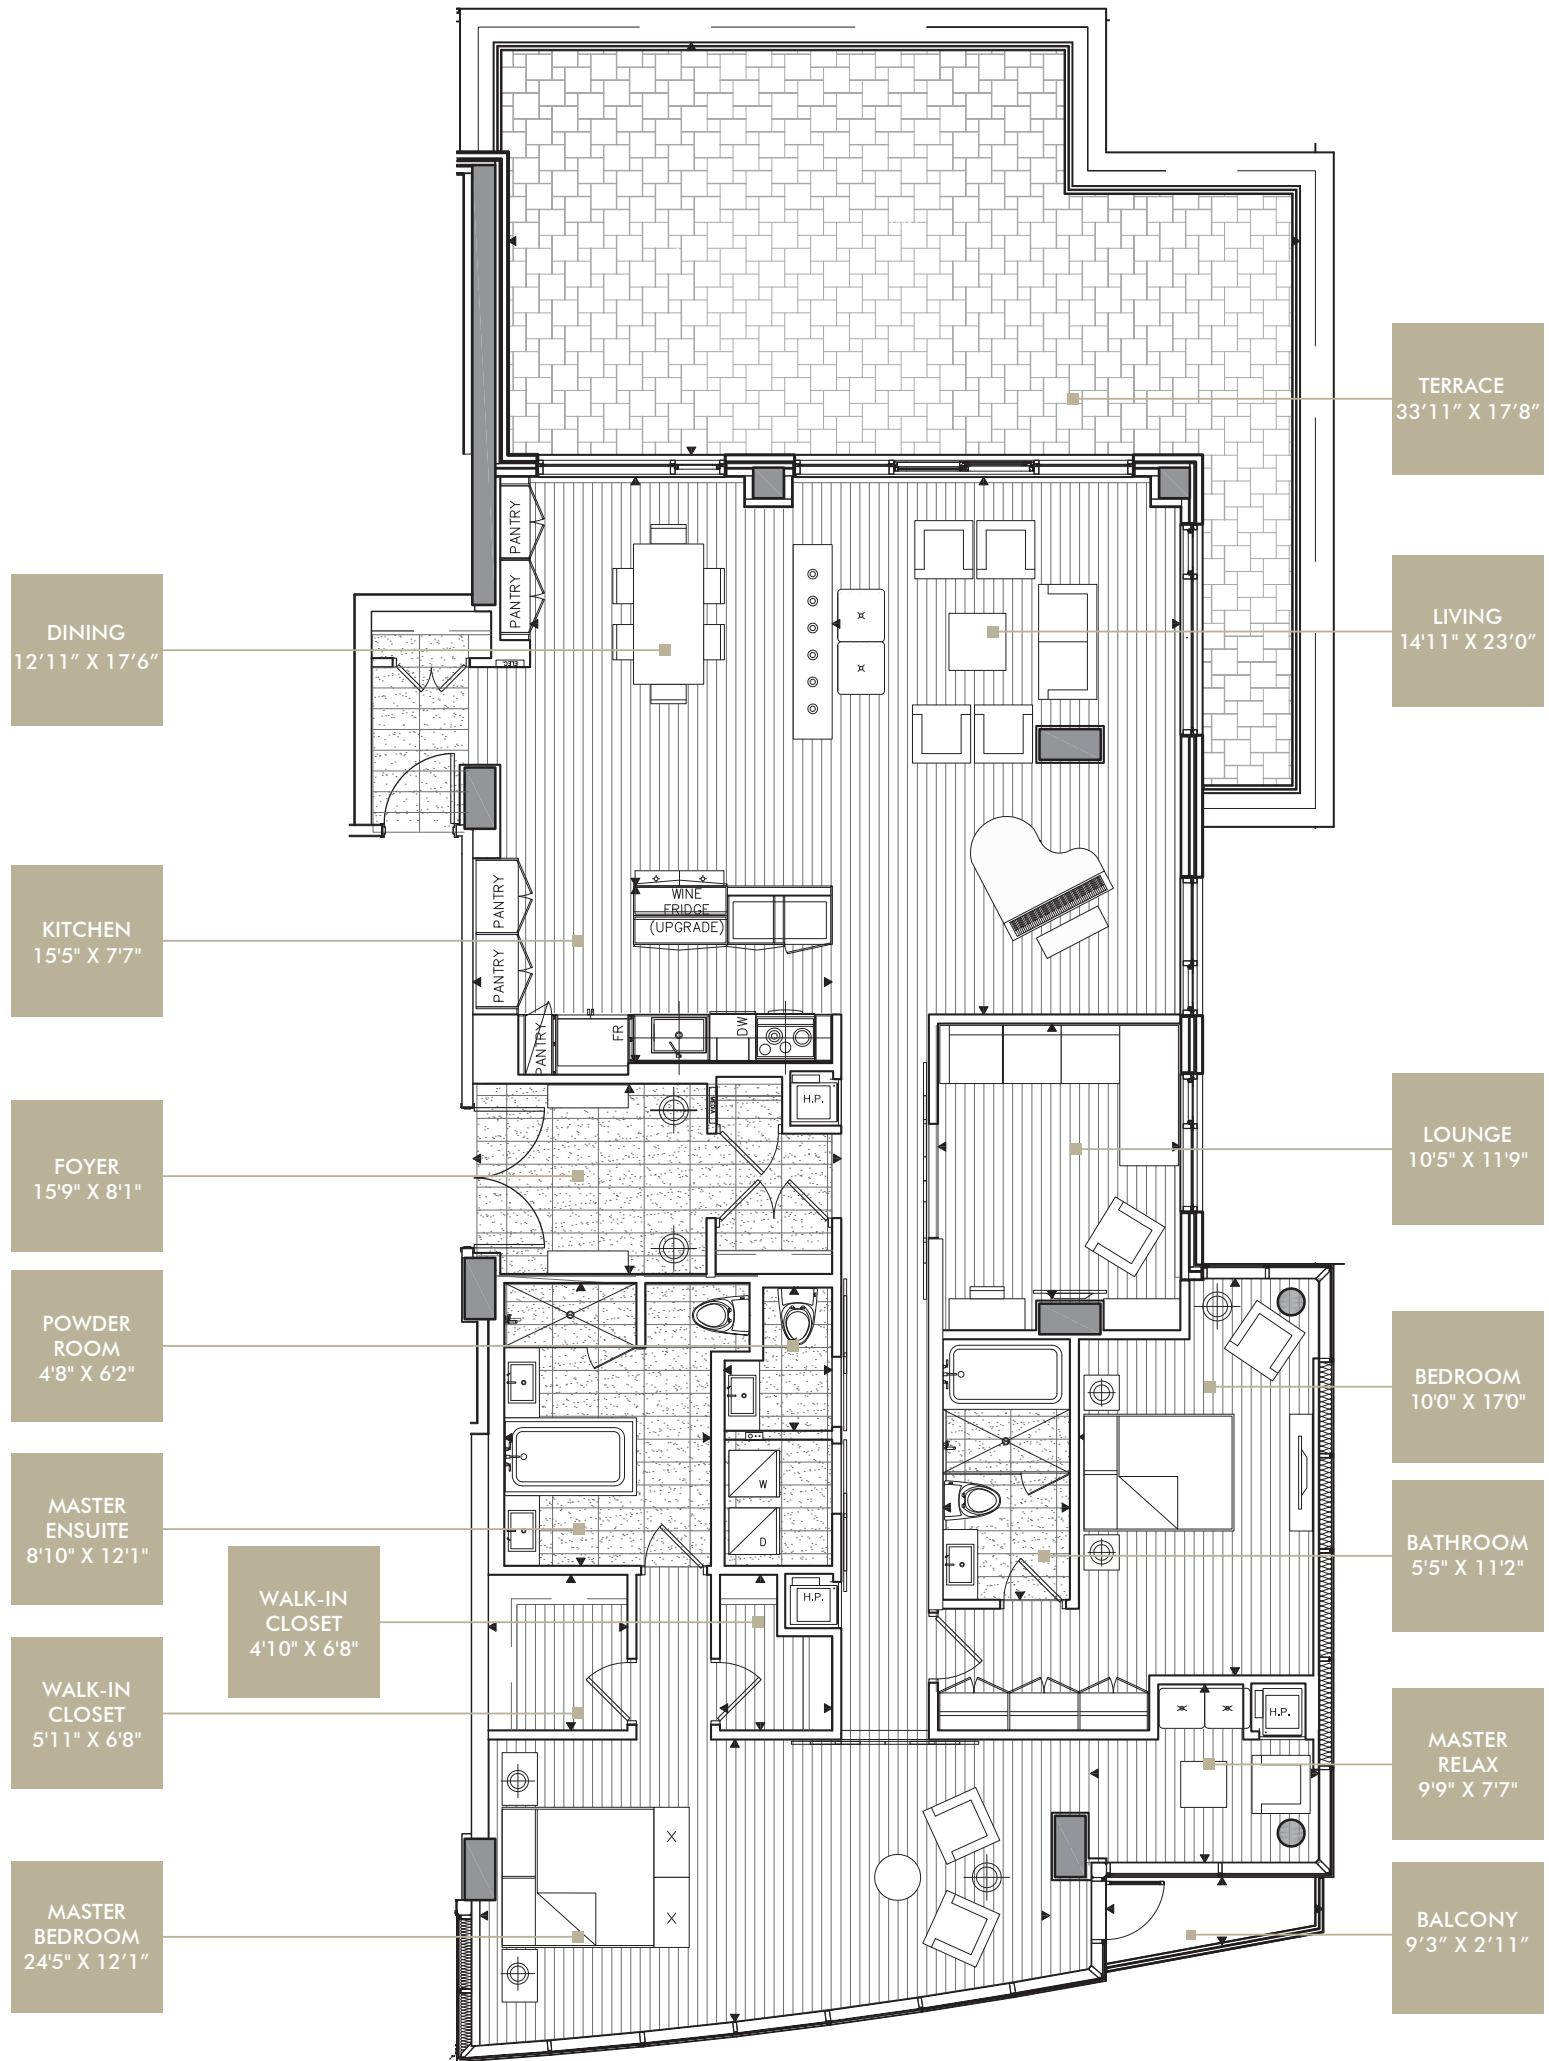 TERRACE
33’11” X 17’8”
PANTRY
PANTRY
LIVING
14'11" X 23'0”
DINING
12’11” X 17’6”
ELEC
KITCHEN
15'5" X 7'7"
PANTRY
PANTRY
WINE
FRIDGE
(UPGRADE)
PANTRY
FR
DW
FOYER
15'9" X 8'1"
MEDIA
H.P.
LOUNGE
10'5" X 11'9"
POWDER
ROOM
4'8" X 6'2"
BEDROOM
10'0" X 17'0"
MASTER
ENSUITE
8'10" X 12'1"
W
D
BATHROOM
5'5" X 11'2"
WALK-IN
CLOSET
4'10" X 6'8"
H.P.
WALK-IN
CLOSET
5'11" X 6'8"
H.P.
MASTER
RELAX
9'9" X 7'7"
MASTER
BEDROOM
24'5" X 12’1”
BALCONY
9’3” X 2’11”